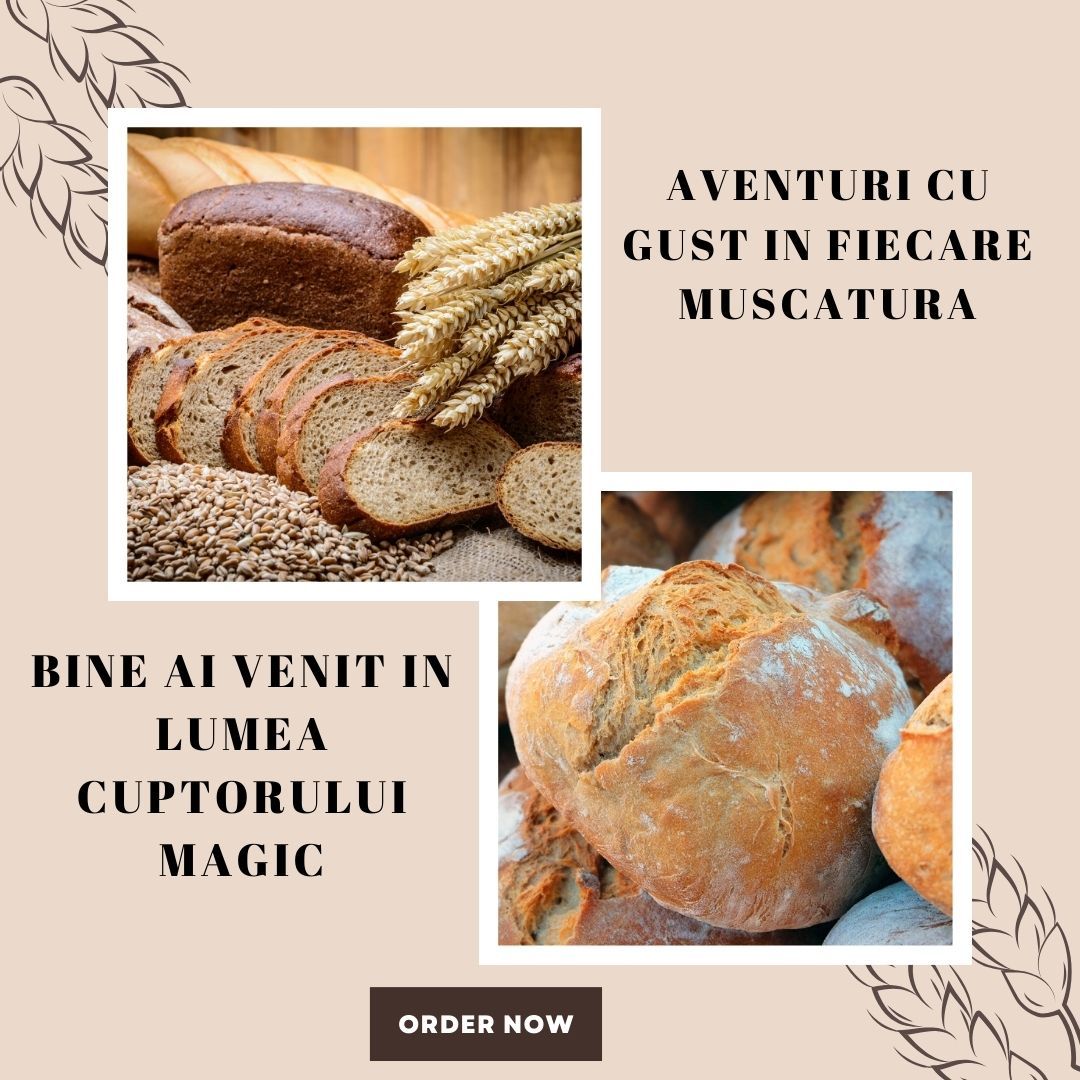 AVENTURI CU
GUST IN FIECARE
MUSCATURA
BINE AI VENIT IN
LUMEA
CUPTORULUI
MAGIC
ORDER NOW